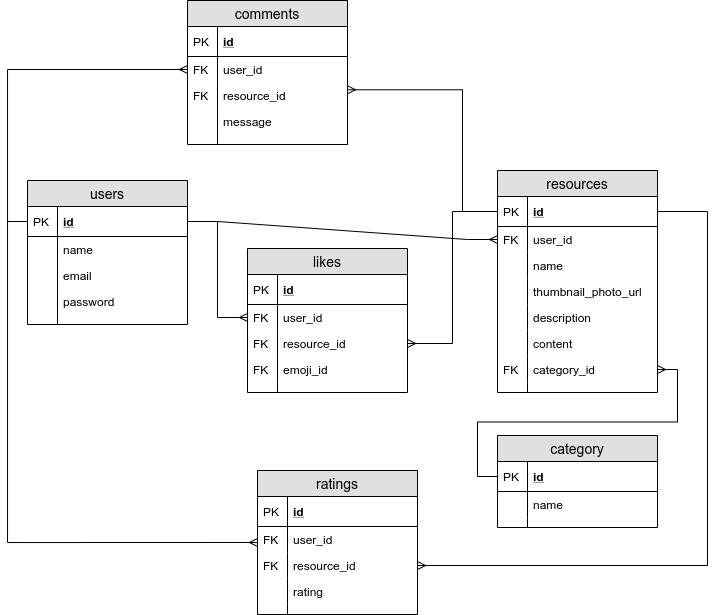 comments
PK id
FK user_id
FK resource_id
message
users
PK id
name
email
password
resources
PK id
FK user_id
name
thumbnail_photo_url
description
content
FK category_id
likes
PK id
FK user_id
FK resource_id
FK emoji_id
category
PK id
name
ratings
PK id
FK user_id
FK resource_id
rating